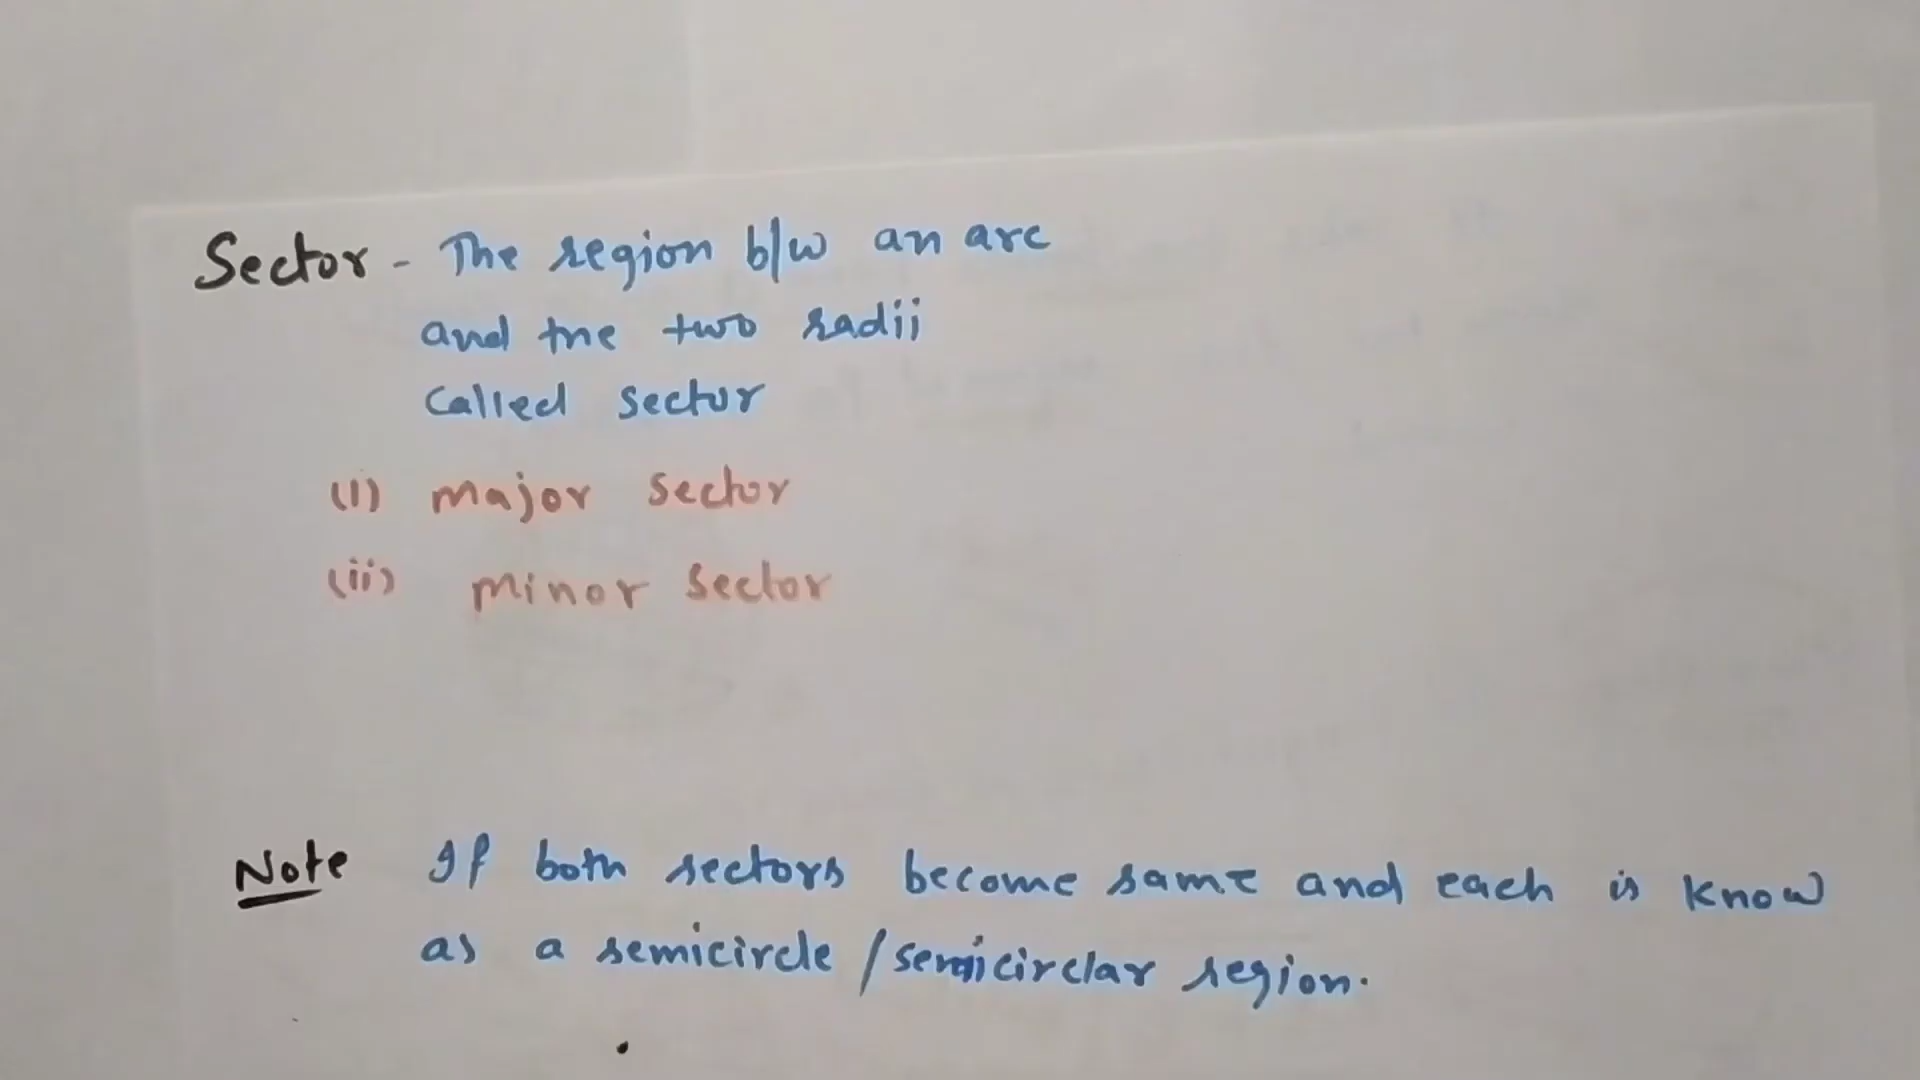 Sector - The region b/w an arc
and the two radii
called sector
(i) major sector
(ii) minor sector
Note If both sectors become same and each is know
as a semicircle / semicirclar region.